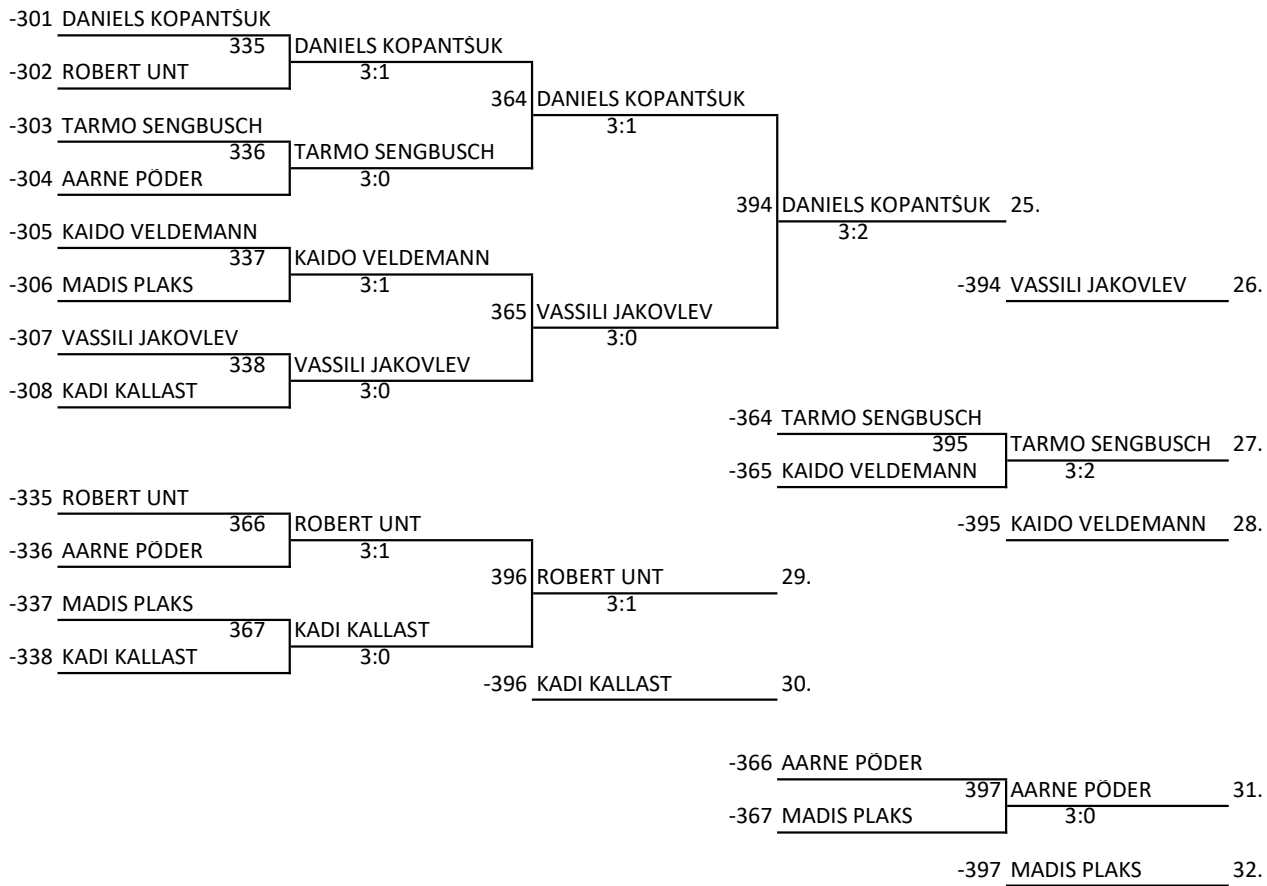 -301 DANIELS KOPANTŠUK
335 DANIELS KOPANTŠUK
-302 ROBERT UNT 3:1
364 DANIELS KOPANTŠUK
-303 TARMO SENGBUSCH 3:1
336 TARMO SENGBUSCH
-304 AARNE PÕDER 3:0
394 DANIELS KOPANTŠUK 25.
-305 KAIDO VELDEMANN 3:2
337 KAIDO VELDEMANN
-306 MADIS PLAKS 3:1 -394 VASSILI JAKOVLEV 26.
365 VASSILI JAKOVLEV
-307 VASSILI JAKOVLEV 3:0
338 VASSILI JAKOVLEV
-308 KADI KALLAST 3:0
-364 TARMO SENGBUSCH
395 TARMO SENGBUSCH 27.
-365 KAIDO VELDEMANN 3:2
-335 ROBERT UNT
366 ROBERT UNT -395 KAIDO VELDEMANN 28.
-336 AARNE PÕDER 3:1
396 ROBERT UNT 29.
-337 MADIS PLAKS 3:1
367 KADI KALLAST
-338 KADI KALLAST 3:0
-396 KADI KALLAST 30.
-366 AARNE PÕDER
397 AARNE PÕDER 31.
-367 MADIS PLAKS 3:0
-397 MADIS PLAKS 32.